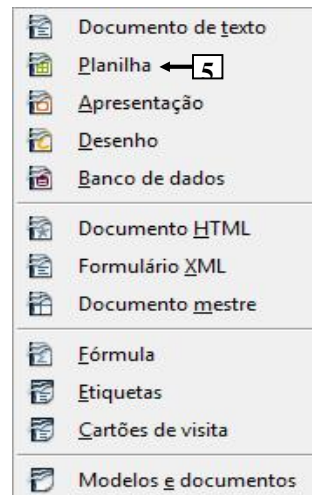 Documento de texto
Planilha 5
Apresentação
Desenho
Banco de dados
Documento HTML
Formulário XML
Documento mestre
Fórmula
Etiquetas
Cartões de visita
Modelos e documentos